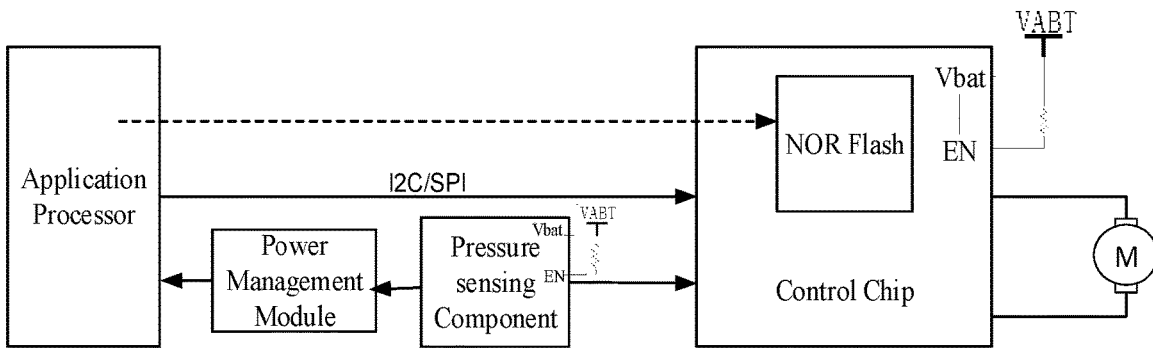 VABT
Vbat
NOR Flash
EN
Application
Processor
I2C/SPI
VABT
Vbat
Power
Management
Module
Pressure
sensing
Component
EN
Control Chip
M